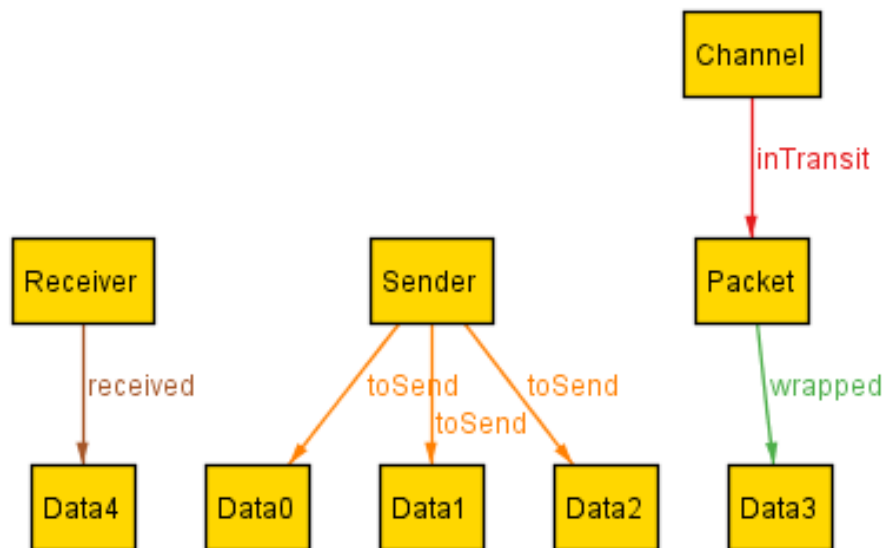 Channel
inTransit
Receiver
Sender
Packet
received
toSend
toSend
toSend
wrapped
Data4
Data0
Data1
Data2
Data3